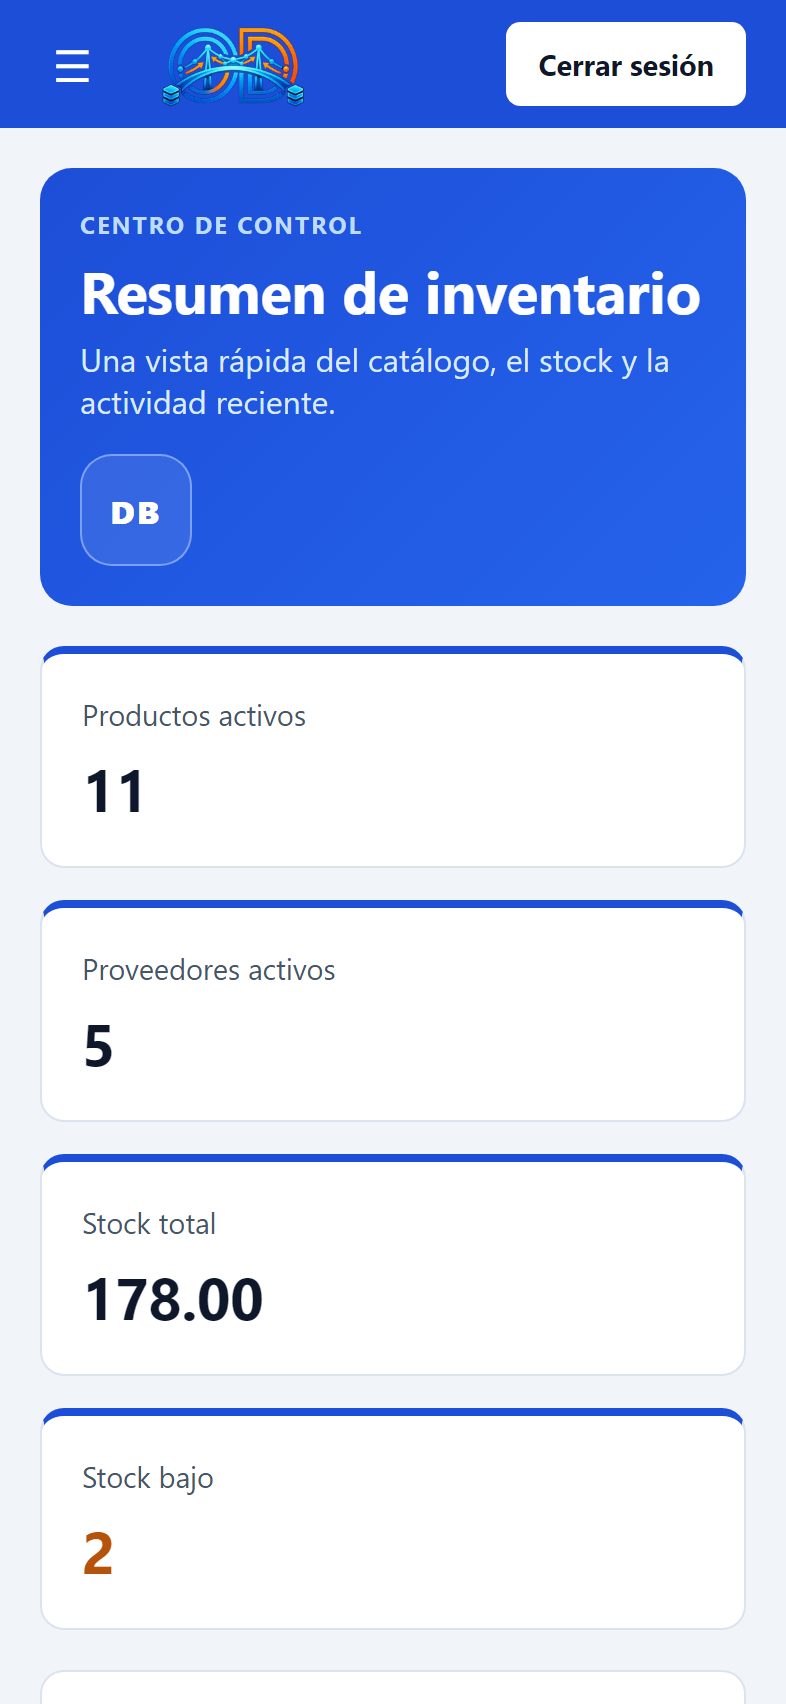 Cerrar sesión
CENTRO DE CONTROL
Resumen de inventario
Una vista rápida del catálogo, el stock y la
actividad reciente.
DB
Productos activos
11
Proveedores activos
5
Stock total
178.00
Stock bajo
2